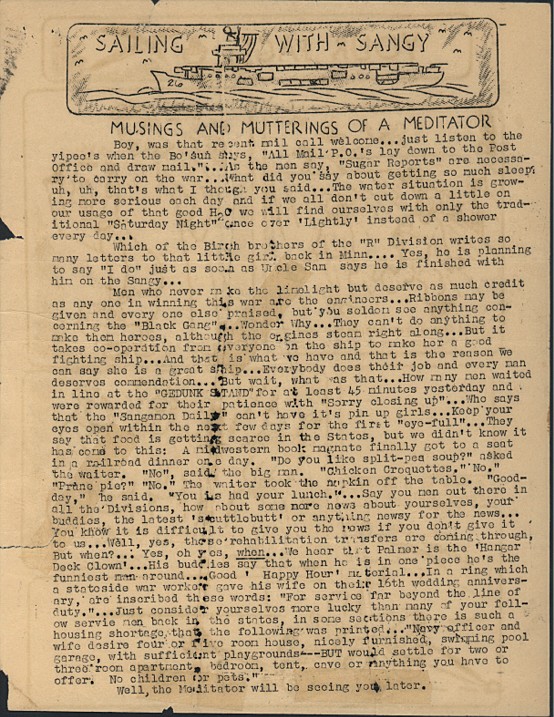 SAILING WITH SANGY
26
MUSINGS AND MUTTERINGS OF A MEDITATOR
Boy, was that recent mail call welcome...just listen to the
yipee's when the Bo'sun says, "All Mail P.O.'s lay down to the Post
Office and draw mail."...As the men say, "Sugar Reports" are necessa-
ry to carry on the war...What did you say about getting so much sleep,
uh, uh, that's what I though you said...The water situation is grow-
ing more serious each day and if we all don't cut down a little on
our usage of that good H2O we will find ourselves with only the trad-
itional "Saturday Night" once over 'Lightly' instead of a shower
every day...
Which of the Birch brothers of the "R" Division writes so
many letters to that little girl back in Minn.... Yes, he is planning
to say "I do" just as soon as Uncle Sam says he is finished with
him on the Sangy...
Men who never make the limelight but deserve as much credit
as any one in winning this war are the engineers...Ribbons may be
given and every one else praised, but you seldom see anything con-
cerning the "Black Gang"...Wonder Why...They can't do anything to
make them heroes, although the engines steam right along...But it
takes co-operation from everyone on the ship to make her a good
fighting ship...And that is what we have and that is the reason we
can say she is a great ship...Everybody does their job and every man
deserves commendation...But wait, what was that...How many men waited
in line at the "GEDUNK STAND" for at least 45 minutes yesterday and
were rewarded for their patience with "Sorry closing up"...Who says
that the "Sangamon Daily" can't have it's pin up girls...Keep your
eyes open within the next few days for the first "eye-full"...They
say that food is getting scarce in the States, but we didn't know it
has come to this: A midwestern book magnate finally got to a seat
in a railroad dinner one day. "Do you like split-pea soup?" asked
the waiter. "No", said the big man. "Chicken Croquettes." "No."
"Prune pie?" "No." The waiter took the napkin off the table. "Good-
day," he said. "You is had your lunch."...Say you men out there in
all the Divisions, how about some more news about yourselves, your
buddies, the latest 'scuttlebutt' or anything newsy for the news...
You know it is difficult to give you the news if you don't give it
to us...Well, yes, those rehabilitation transfers are coming through,
But when?... Yes, oh yes, when...We hear tht Palmer is the 'Hangar
Deck Clown'...His buddies say that when he is in one piece he's the
funniest man around...Good ' Happy Hour' material...In a ring which
a stateside war worker gave his wife on their 16th wedding annivers-
ary, are inscribed these words: "For service far beyond the line of
duty."...Just consider yourselves more lucky than many of your fell-
ow servic men back in the states, in some sections there is such a
housing shortage that the following was printed..."Navy officer and
wife desire four or five room house, nicely furnished, swimming pool
garage, with sufficient playgrounds---BUT would settle for two or
three room apartment, bedroom, tent, cave or anything you have to
offer. No children or pets."
Well, the Meditator will be seeing you later.